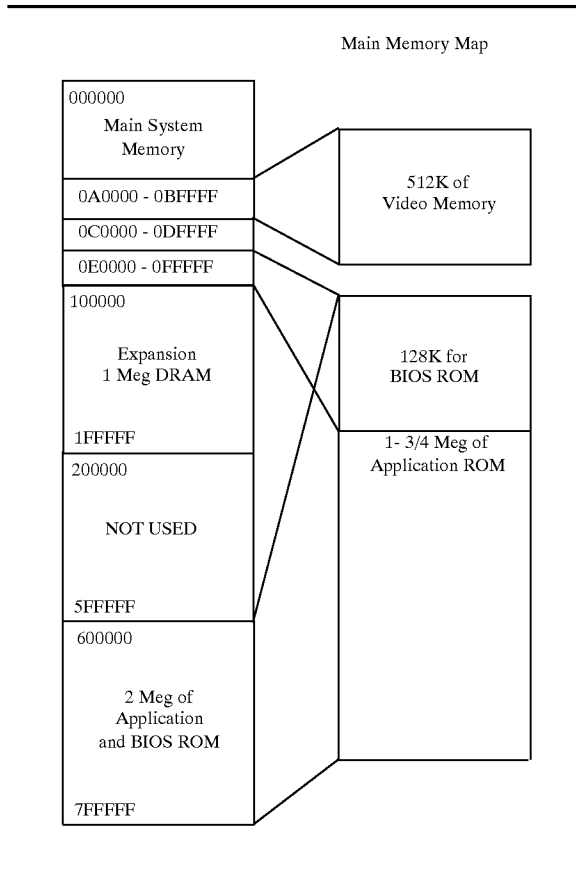 Main Memory Map
000000
Main System
Memory
0A0000 - 0BFFFF
0C0000 - 0DFFFF
0E0000 - 0FFFFF
100000
Expansion
1 Meg DRAM
1FFFFF
200000
NOT USED
5FFFFF
600000
2 Meg of
Application
and BIOS ROM
7FFFFF
512K of
Video Memory
128K for
BIOS ROM
1- 3/4 Meg of
Application ROM